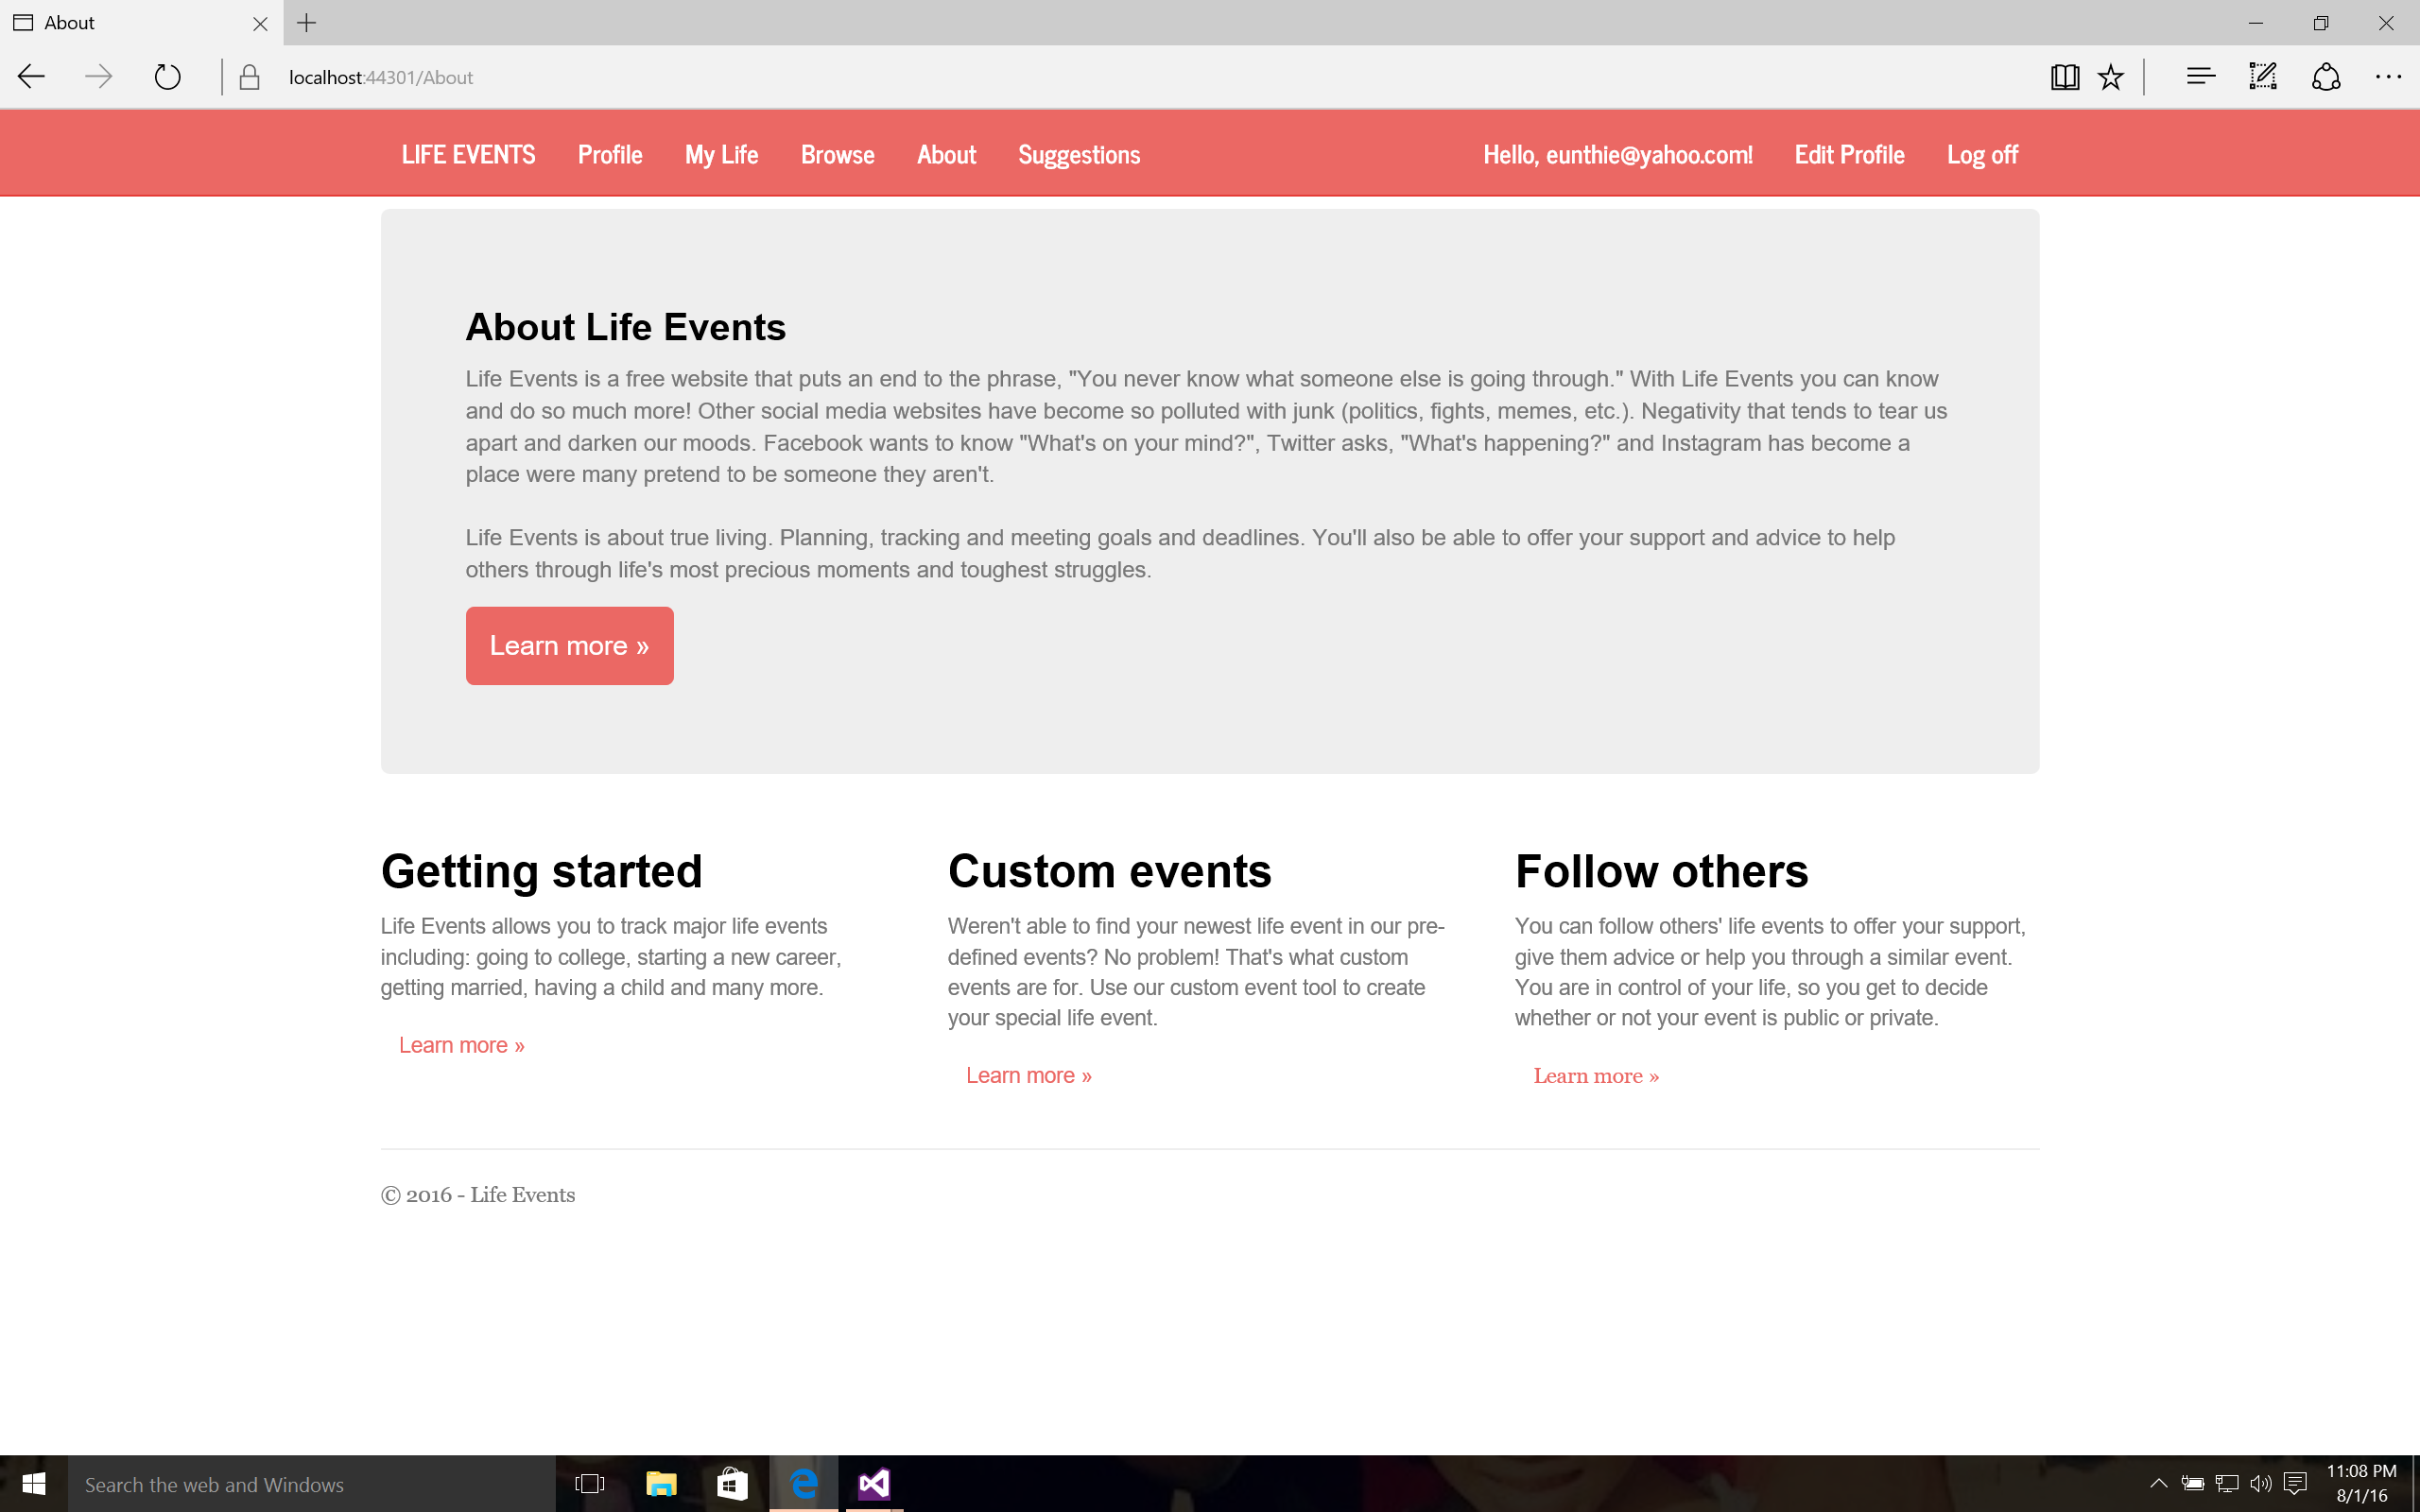 About
localhost:44301/About
LIFE EVENTS Profile My Life Browse About Suggestions Hello, eunthie@yahoo.com! Edit Profile Log off
About Life Events
Life Events is a free website that puts an end to the phrase, "You never know what someone else is going through." With Life Events you can know
and do so much more! Other social media websites have become so polluted with junk (politics, fights, memes, etc.). Negativity that tends to tear us
apart and darken our moods. Facebook wants to know "What's on your mind?", Twitter asks, "What's happening?" and Instagram has become a
place were many pretend to be someone they aren't.
Life Events is about true living. Planning, tracking and meeting goals and deadlines. You'll also be able to offer your support and advice to help
others through life's most precious moments and toughest struggles.
Learn more »
Getting started
Life Events allows you to track major life events
including: going to college, starting a new career,
getting married, having a child and many more.
Learn more »
Custom events
Weren't able to find your newest life event in our pre-
defined events? No problem! That's what custom
events are for. Use our custom event tool to create
your special life event.
Learn more »
Follow others
You can follow others' life events to offer your support,
give them advice or help you through a similar event.
You are in control of your life, so you get to decide
whether or not your event is public or private.
Learn more »
© 2016 - Life Events
Search the web and Windows
11:08 PM
8/1/16